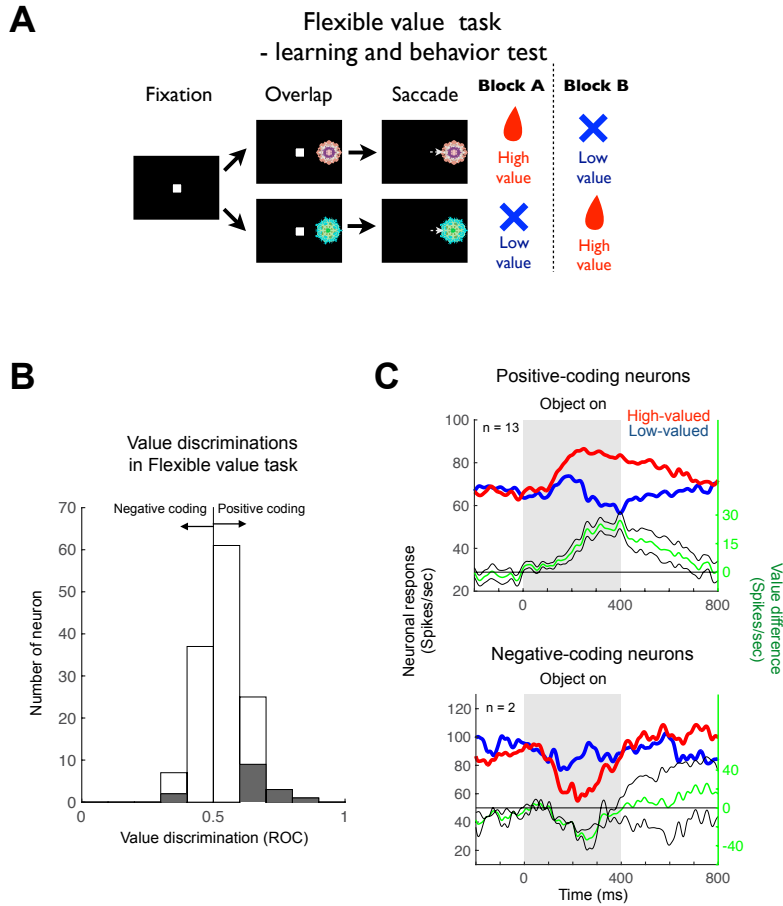 A
Flexible value task
- learning and behavior test
Fixation
Overlap
Saccade
Block A
Block B
High
value
Low
value
Low
value
High
value
B
Value discriminations
in Flexible value task
Negative coding
Positive coding
70
60
50
40
30
20
10
0
0
0.5
1
Number of neuron
Value discrimination (ROC)
C
Positive-coding neurons
Object on
High-valued
Low-valued
n = 13
100
80
60
40
20
30
15
0
0
400
800
Neuronal response
(Spikes/sec)
Value difference
(Spikes/sec)
Negative-coding neurons
Object on
n = 2
120
100
80
60
40
20
40
0
-40
0
400
800
Time (ms)